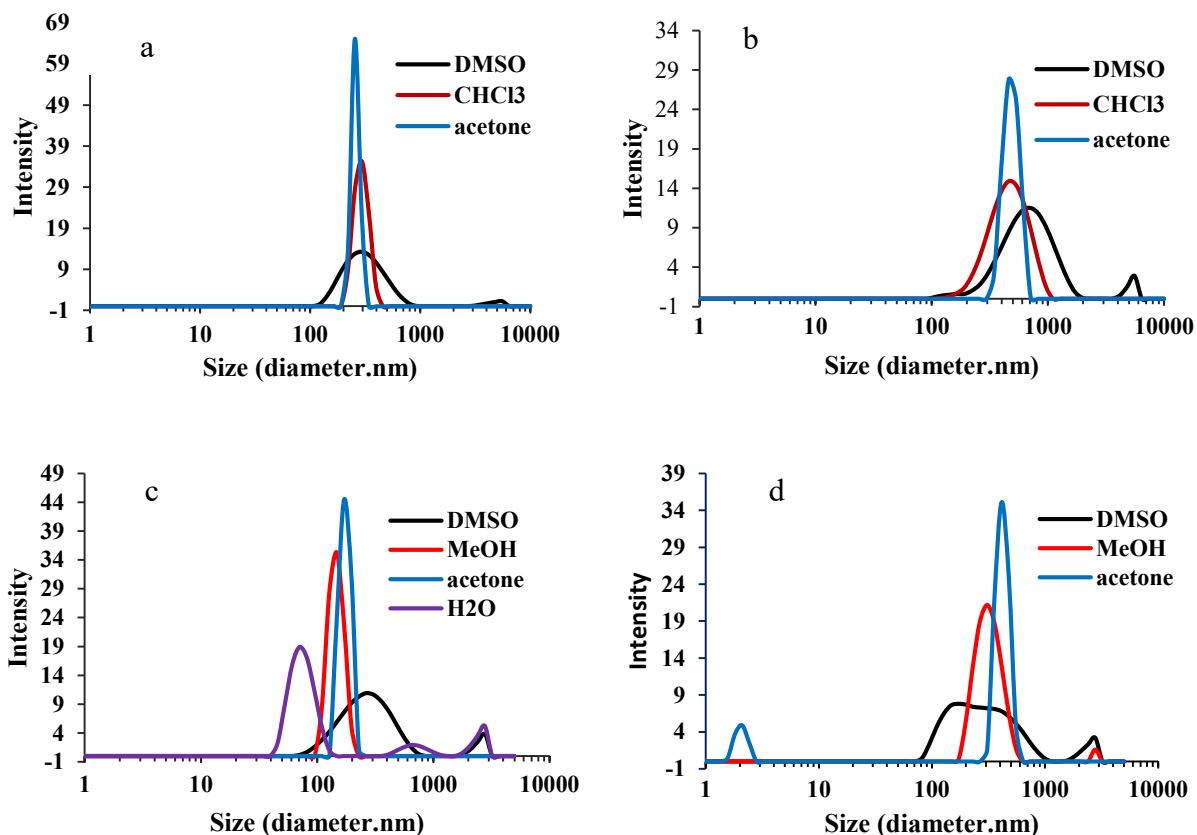 a
69
59
49
39
29
19
9
-1
Intensity
DMSO
CHCl3
acetone
1 10 100 1000 10000
Size (diameter.nm)
b
34
29
24
19
14
9
4
-1
Intensity
DMSO
CHCl3
acetone
1 10 100 1000 10000
Size (diameter.nm)
c
49
44
39
34
29
24
19
14
9
4
-1
Intensity
DMSO
MeOH
acetone
H2O
1 10 100 1000 10000
Size (diameter.nm)
d
39
34
29
24
19
14
9
4
-1
Intensity
DMSO
MeOH
acetone
1 10 100 1000 10000
Size (diameter.nm)